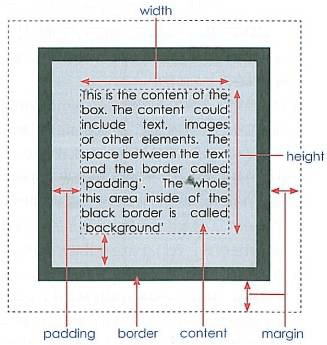 width
This is the content of the
box. The content could
include text, images
or other elements. The
space between the text
and the border called
'padding'. The whole
this area inside of the
black border is called
'background'
height
padding border content margin